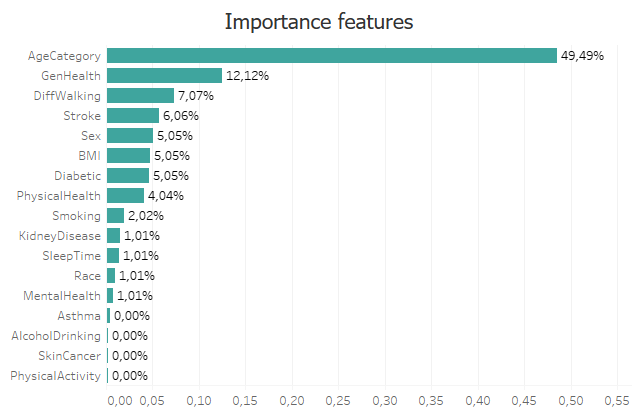 Importance features
AgeCategory 49,49%
GenHealth 12,12%
DiffWalking 7,07%
Stroke 6,06%
Sex 5,05%
BMI 5,05%
Diabetic 5,05%
PhysicalHealth 4,04%
Smoking 2,02%
KidneyDisease 1,01%
SleepTime 1,01%
Race 1,01%
MentalHealth 1,01%
Asthma 0,00%
AlcoholDrinking 0,00%
SkinCancer 0,00%
PhysicalActivity 0,00%
0,00 0,05 0,10 0,15 0,20 0,25 0,30 0,35 0,40 0,45 0,50 0,55